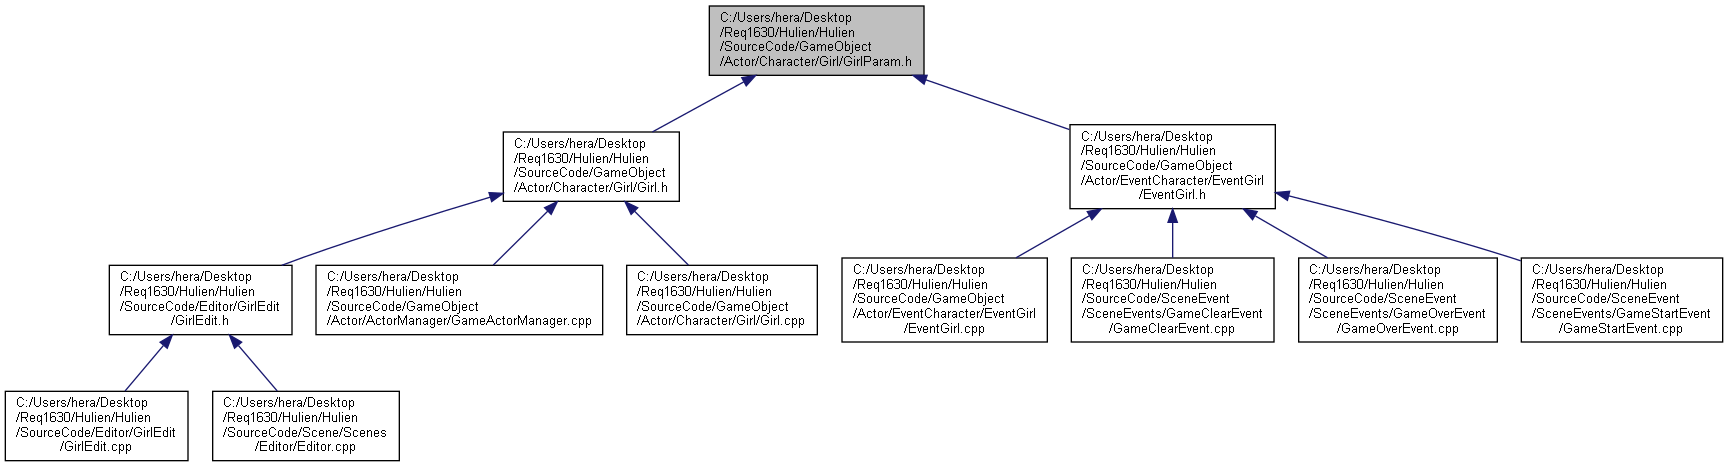 C:/Users/hera/Desktop
/Req1630/Hulien/Hulien
/SourceCode/GameObject
/Actor/Character/Girl/GirlParam.h
C:/Users/hera/Desktop
/Req1630/Hulien/Hulien
/SourceCode/GameObject
/Actor/Character/Girl/Girl.h
C:/Users/hera/Desktop
/Req1630/Hulien/Hulien
/SourceCode/GameObject
/Actor/EventCharacter/EventGirl
/EventGirl.h
C:/Users/hera/Desktop
/Req1630/Hulien/Hulien
/SourceCode/Editor/GirlEdit
/GirlEdit.h
C:/Users/hera/Desktop
/Req1630/Hulien/Hulien
/SourceCode/GameObject
/Actor/ActorManager/GameActorManager.cpp
C:/Users/hera/Desktop
/Req1630/Hulien/Hulien
/SourceCode/GameObject
/Actor/Character/Girl/Girl.cpp
C:/Users/hera/Desktop
/Req1630/Hulien/Hulien
/SourceCode/GameObject
/Actor/EventCharacter/EventGirl
/EventGirl.cpp
C:/Users/hera/Desktop
/Req1630/Hulien/Hulien
/SourceCode/SceneEvent
/SceneEvents/GameClearEvent
/GameClearEvent.cpp
C:/Users/hera/Desktop
/Req1630/Hulien/Hulien
/SourceCode/SceneEvent
/SceneEvents/GameOverEvent
/GameOverEvent.cpp
C:/Users/hera/Desktop
/Req1630/Hulien/Hulien
/SourceCode/SceneEvent
/SceneEvents/GameStartEvent
/GameStartEvent.cpp
C:/Users/hera/Desktop
/Req1630/Hulien/Hulien
/SourceCode/Editor/GirlEdit
/GirlEdit.cpp
C:/Users/hera/Desktop
/Req1630/Hulien/Hulien
/SourceCode/Scene/Scenes
/Editor/Editor.cpp